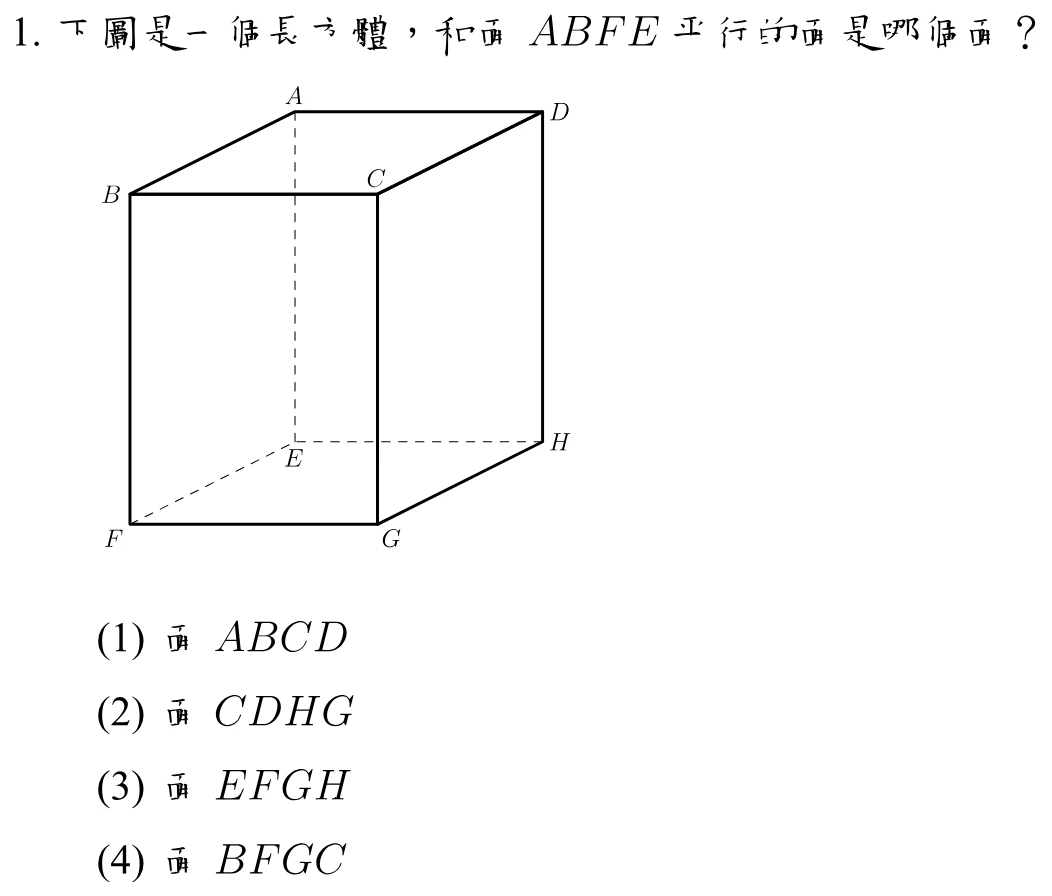 1. 下圖是一個長方體，和面 ABFE 平行的面是哪個面？
A
D
B
C
E
H
F
G
(1) 面 ABCD
(2) 面 CDHG
(3) 面 EFGH
(4) 面 BFGC